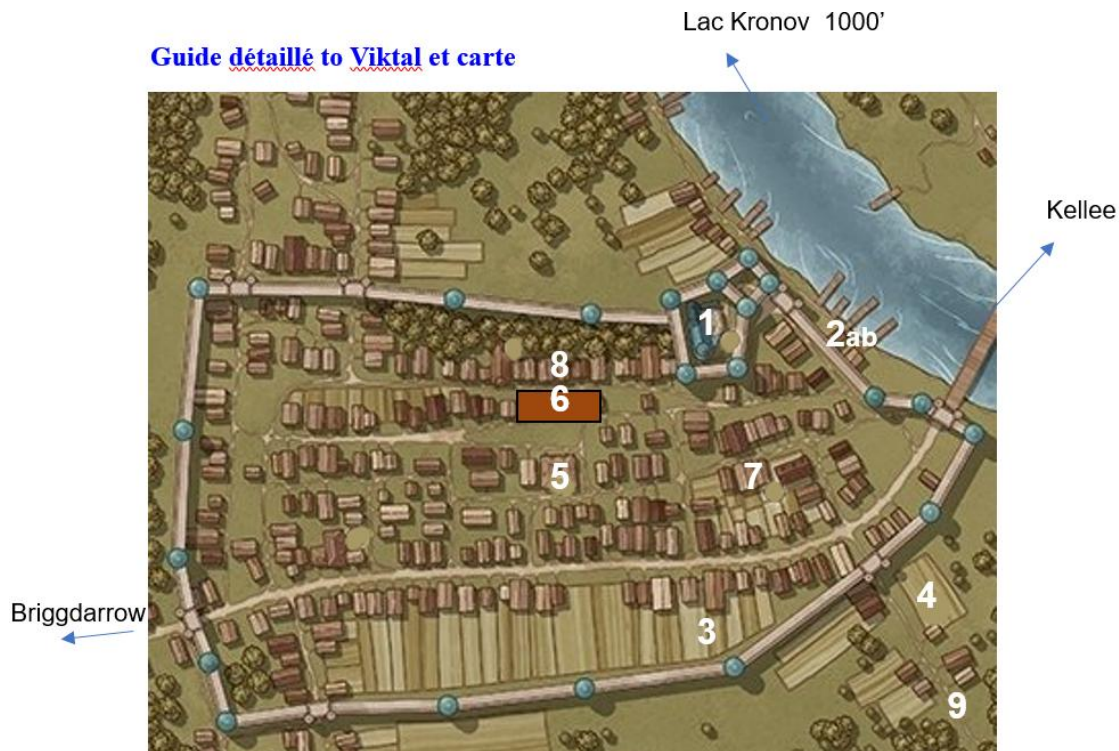 Lac Kronov 1000’
Guide détaillé to Viktal et carte
Kellee
1
2ab
8
6
5
7
Briggdarrow
4
3
9